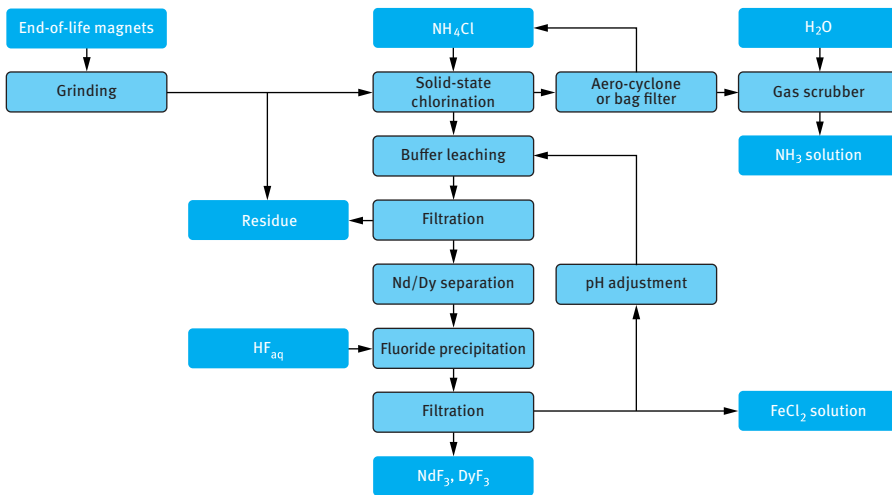 End-of-life magnets
NH₄Cl
H₂O
Grinding
Solid-state
chlorination
Aero-cyclone
or bag filter
Gas scrubber
Buffer leaching
NH₃ solution
Residue
Filtration
Nd/Dy separation
pH adjustment
HFₐq
Fluoride precipitation
Filtration
FeCl₂ solution
NdF₃, DyF₃